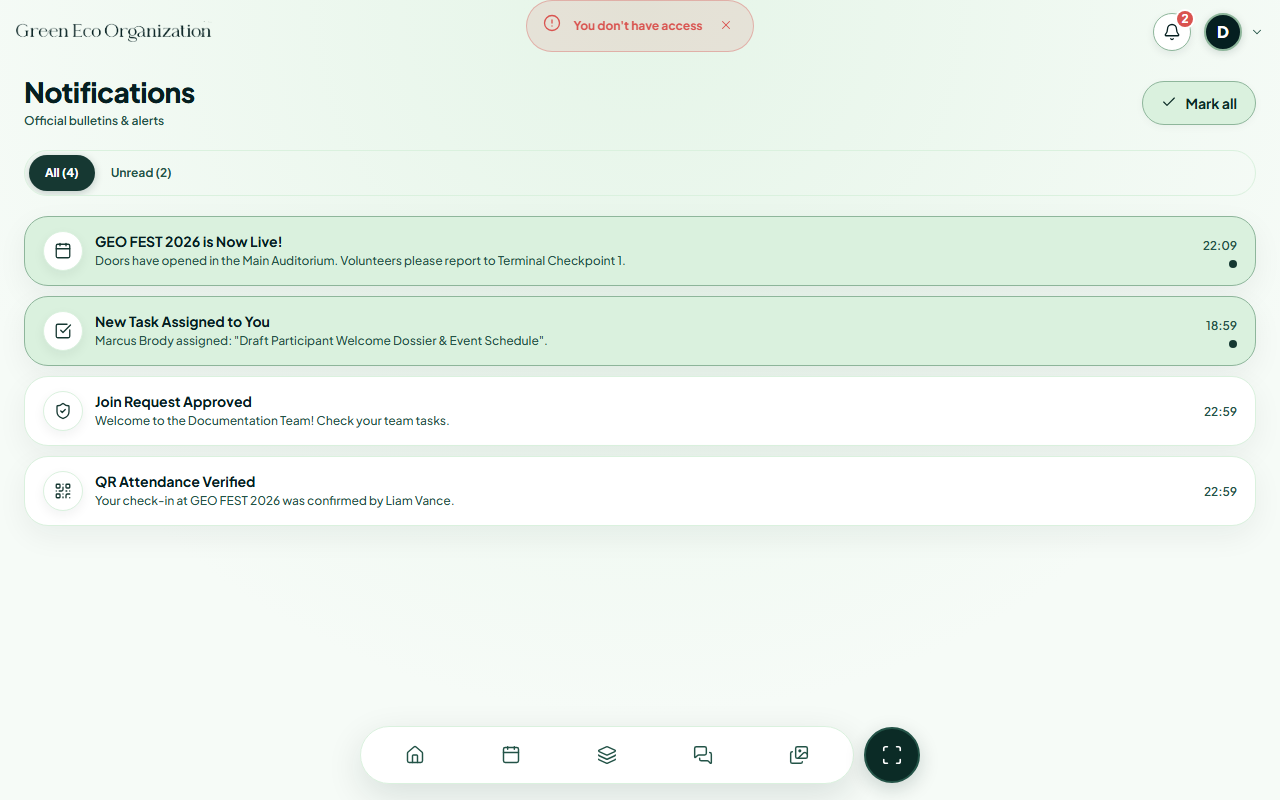 Green Eco Organization
You don't have access
2
D
Notifications
Official bulletins & alerts
Mark all
All (4)
Unread (2)
GEO FEST 2026 is Now Live!
Doors have opened in the Main Auditorium. Volunteers please report to Terminal Checkpoint 1.
22:09
New Task Assigned to You
Marcus Brody assigned: "Draft Participant Welcome Dossier & Event Schedule".
18:59
Join Request Approved
Welcome to the Documentation Team! Check your team tasks.
22:59
QR Attendance Verified
Your check-in at GEO FEST 2026 was confirmed by Liam Vance.
22:59